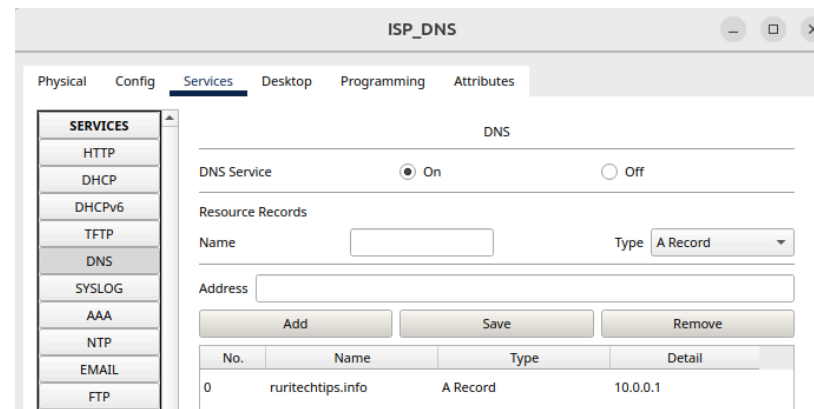 ISP_DNS
Physical Config Services Desktop Programming Attributes
SERVICES
HTTP
DHCP
DHCPv6
TFTP
DNS
SYSLOG
AAA
NTP
EMAIL
FTP
DNS
DNS Service On Off
Resource Records
Name Type A Record
Address
Add Save Remove
No. Name Type Detail
0 ruritechtips.info A Record 10.0.0.1